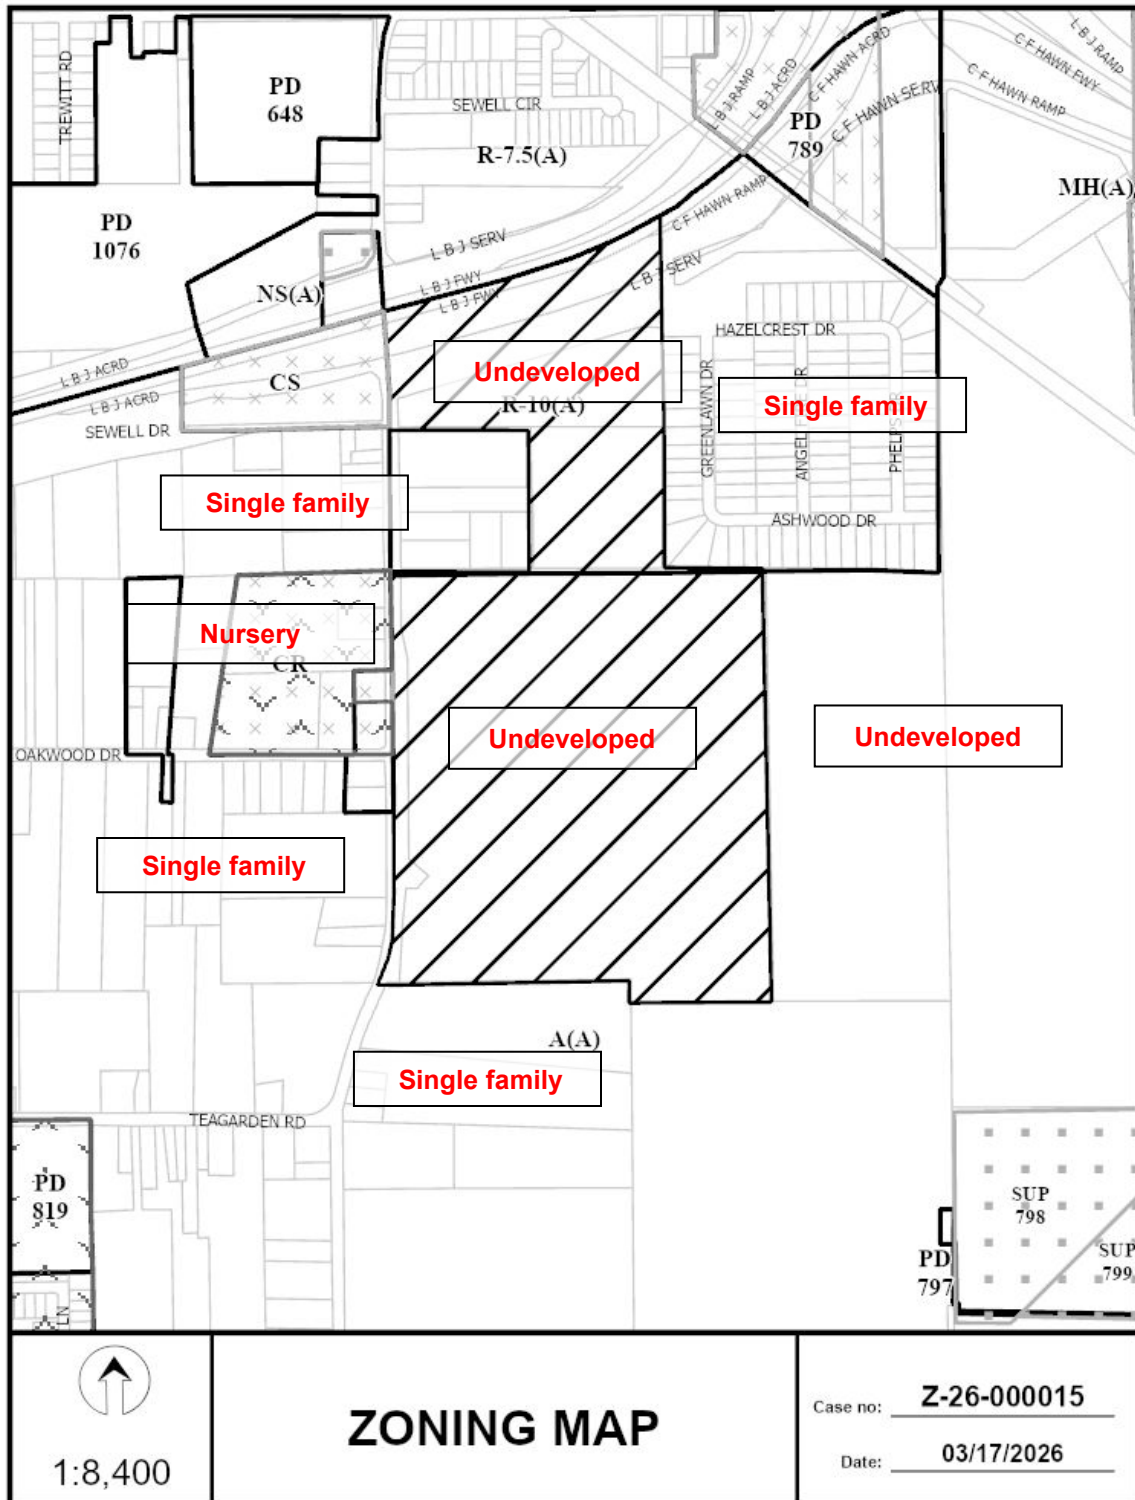 TREWITT RD
PD
648
SEWELL CIR
R-7.5(A)
L B J RAMP
L B J ACRD
C F HAWN ACRD
C F HAWN SERV
PD
789
L B J RAMP
C F HAWN FWY
C F HAWN RAMP
MH(A)
PD
1076
L B J SERV
C F HAWN RAMP
NS(A)
L B J FWY
L B J FWY
L B J SERV
HAZELCREST DR
L B J ACRD
L B J ACRD
CS
SEWELL DR
Undeveloped
R-10(A)
GREENLAWN DR
Single family
PHELPS
ASHWOOD DR
Single family
Nursery
CR
OAKWOOD DR
Undeveloped
Undeveloped
Single family
A(A)
Single family
TEAGARDEN RD
PD
819
LN
SUP
798
SUP
799
PD
797
1:8,400
ZONING MAP
Case no: Z-26-000015
Date: 03/17/2026